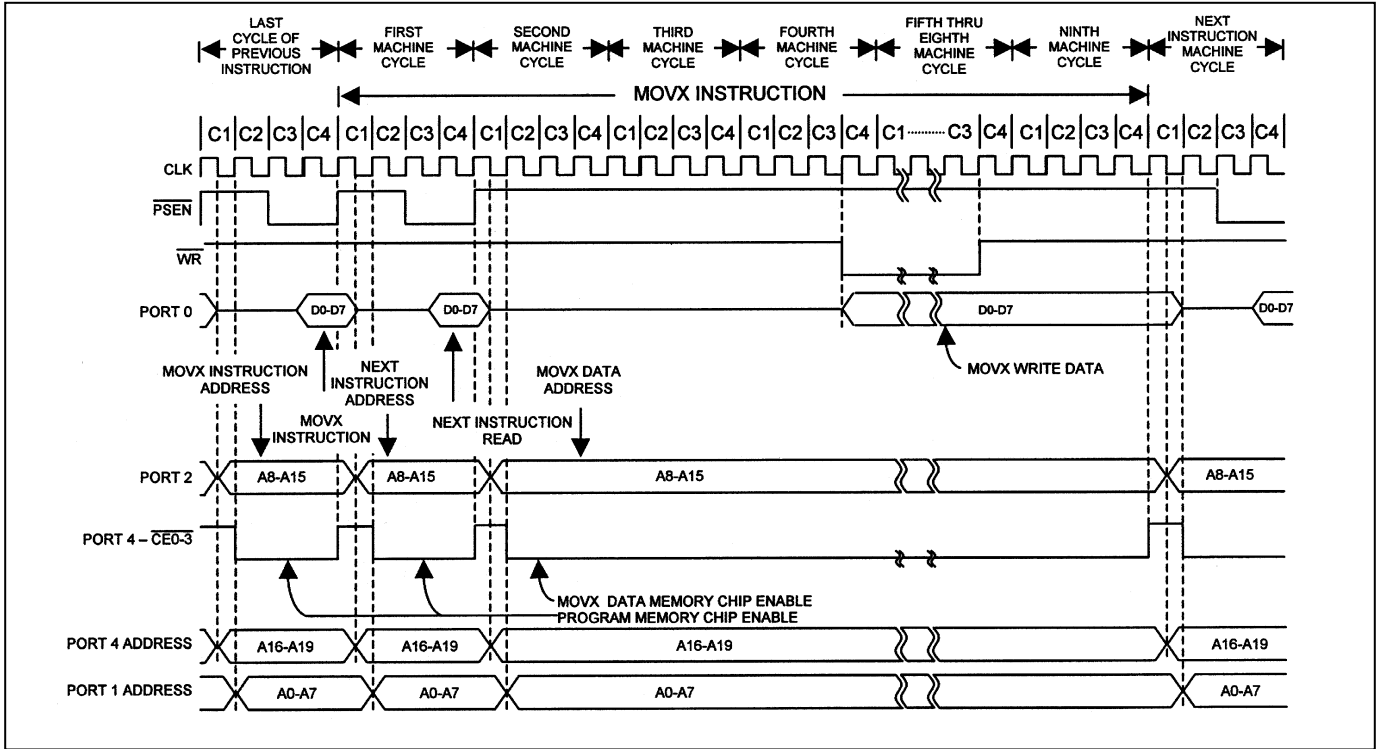 LAST CYCLE OF PREVIOUS INSTRUCTION
FIRST MACHINE CYCLE
SECOND MACHINE CYCLE
THIRD MACHINE CYCLE
FOURTH MACHINE CYCLE
FIFTH THRU EIGHTH MACHINE CYCLE
NINTH MACHINE CYCLE
NEXT INSTRUCTION MACHINE CYCLE
MOVX INSTRUCTION
C1 C2 C3 C4 C1 C2 C3 C4 C1 C2 C3 C4 C1 C2 C3 C4 C1 C2 C3 C4 C1 .......... C3 C4 C1 C2 C3 C4 C1 C2 C3 C4
CLK
PSEN
WR
PORT 0 D0-D7 D0-D7 D0-D7 D0-D7
MOVX INSTRUCTION ADDRESS
NEXT INSTRUCTION ADDRESS
MOVX DATA ADDRESS
MOVX WRITE DATA
MOVX INSTRUCTION
NEXT INSTRUCTION READ
PORT 2 A8-A15 A8-A15 A8-A15 A8-A15
PORT 4 – CE0-3
MOVX DATA MEMORY CHIP ENABLE
PROGRAM MEMORY CHIP ENABLE
PORT 4 ADDRESS A16-A19 A16-A19 A16-A19 A16-A19
PORT 1 ADDRESS A0-A7 A0-A7 A0-A7 A0-A7